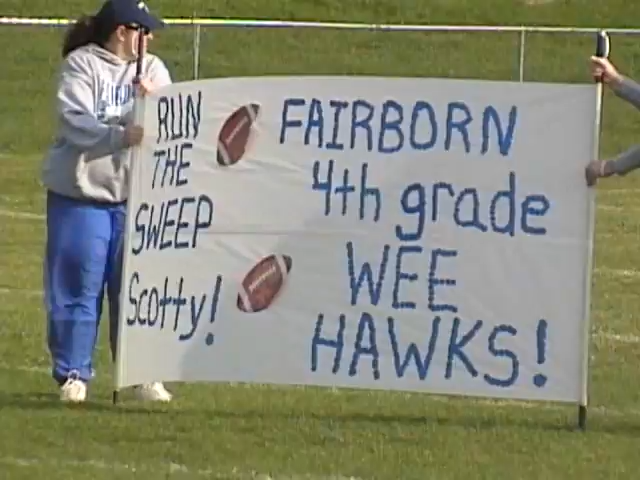 RUN
THE
SWEEP
Scotty!
FAIRBORN
4th grade
WEE
HAWKS!